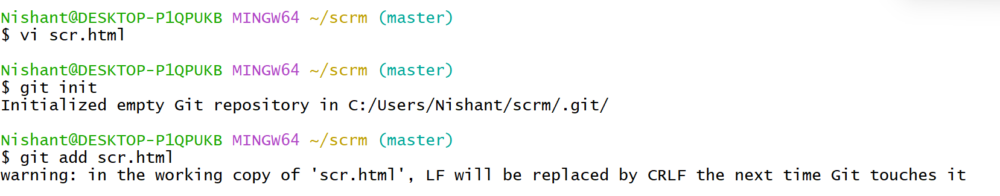 Nishant@DESKTOP-P1QPUKB MINGW64 ~/scrm (master)
$ vi scr.html
Nishant@DESKTOP-P1QPUKB MINGW64 ~/scrm (master)
$ git init
Initialized empty Git repository in C:/Users/Nishant/scrm/.git/
Nishant@DESKTOP-P1QPUKB MINGW64 ~/scrm (master)
$ git add scr.html
warning: in the working copy of 'scr.html', LF will be replaced by CRLF the next time Git touches it